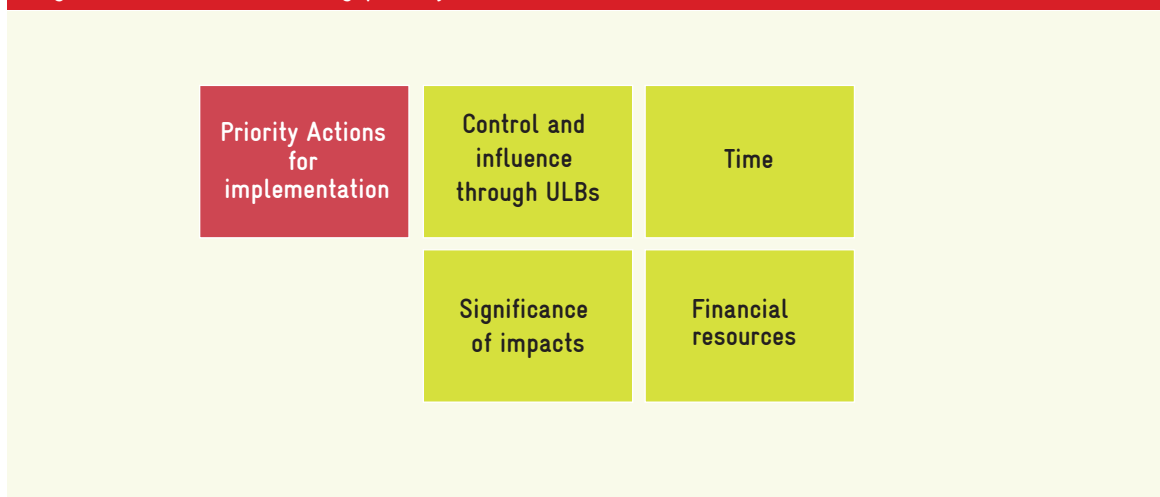 Priority Actions
for
implementation
Control and
influence
through ULBs
Time
Significance
of impacts
Financial
resources